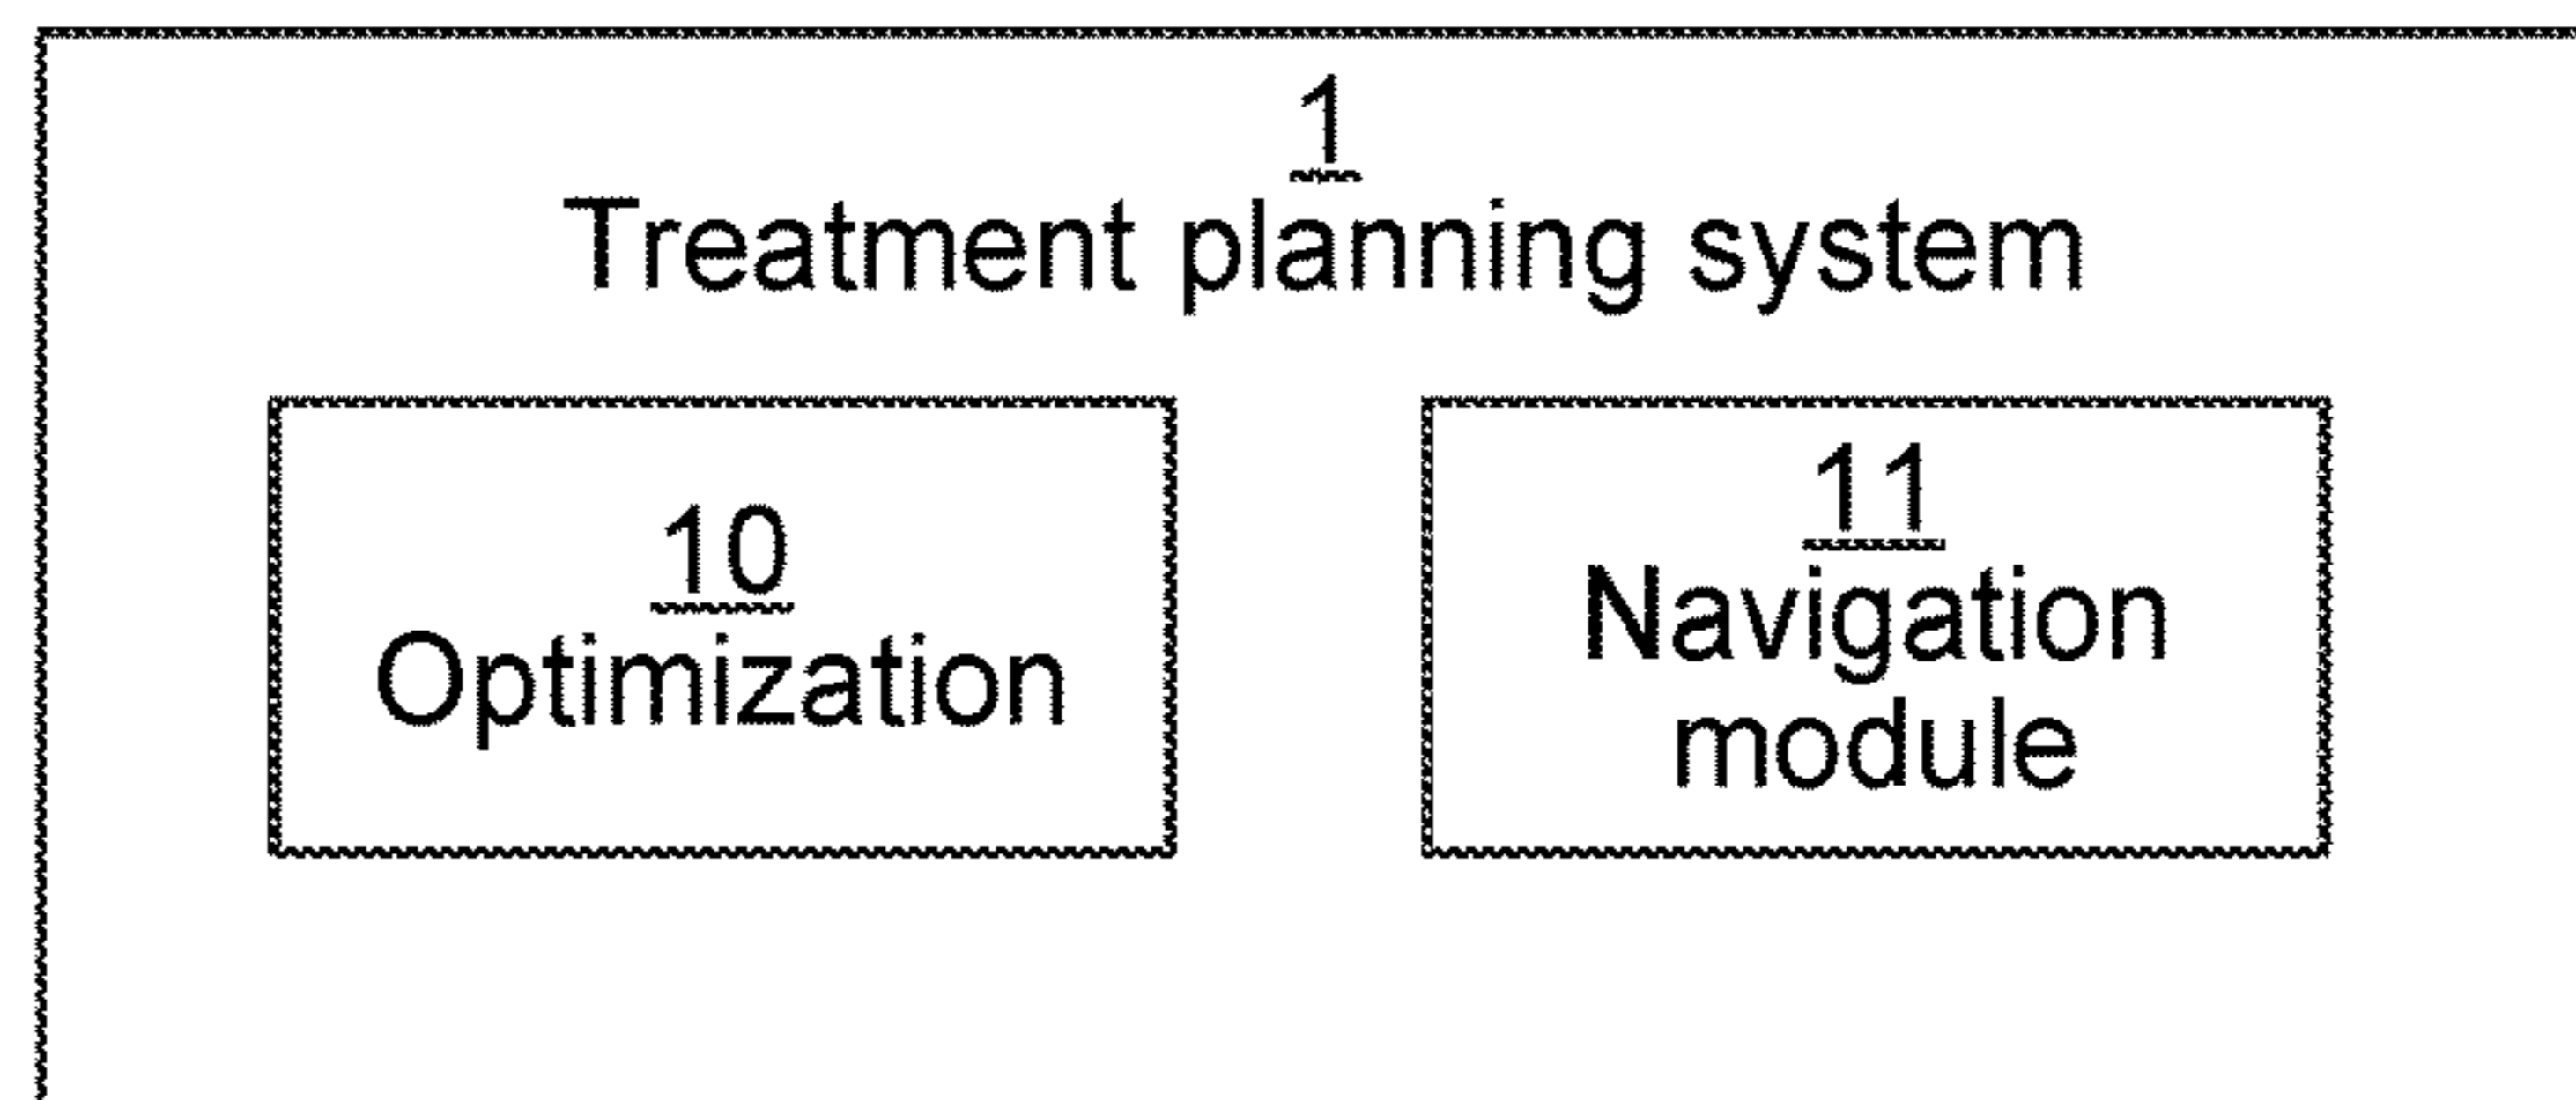 1
Treatment planning system
10
Optimization
11
Navigation
module